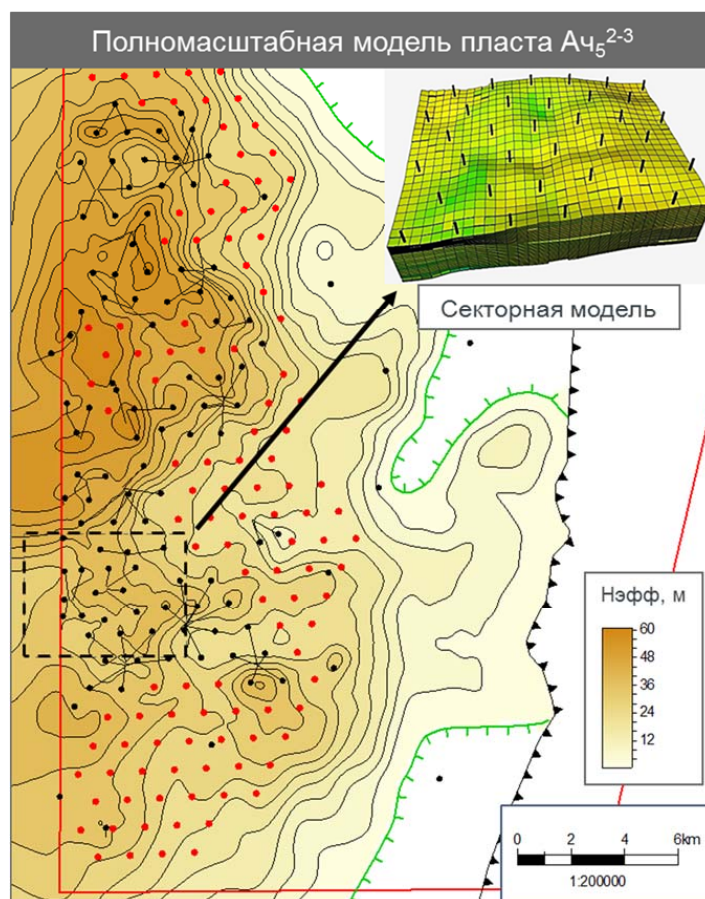 Полномасштабная модель пласта Ач₅²⁻³
Секторная модель
Нэфф, м
60
48
36
24
12
0 2 4 6km
1:200000